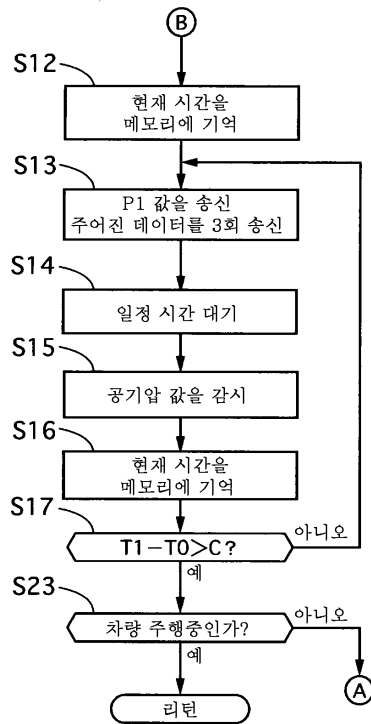 B
S12
현재 시간을
메모리에 기억
S13
P1 값을 송신
주어진 데이터를 3회 송신
S14
일정 시간 대기
S15
공기압 값을 감시
S16
현재 시간을
메모리에 기억
S17
T1-T0>C?
아니오
예
S23
차량 주행중인가?
아니오
예
A
리턴